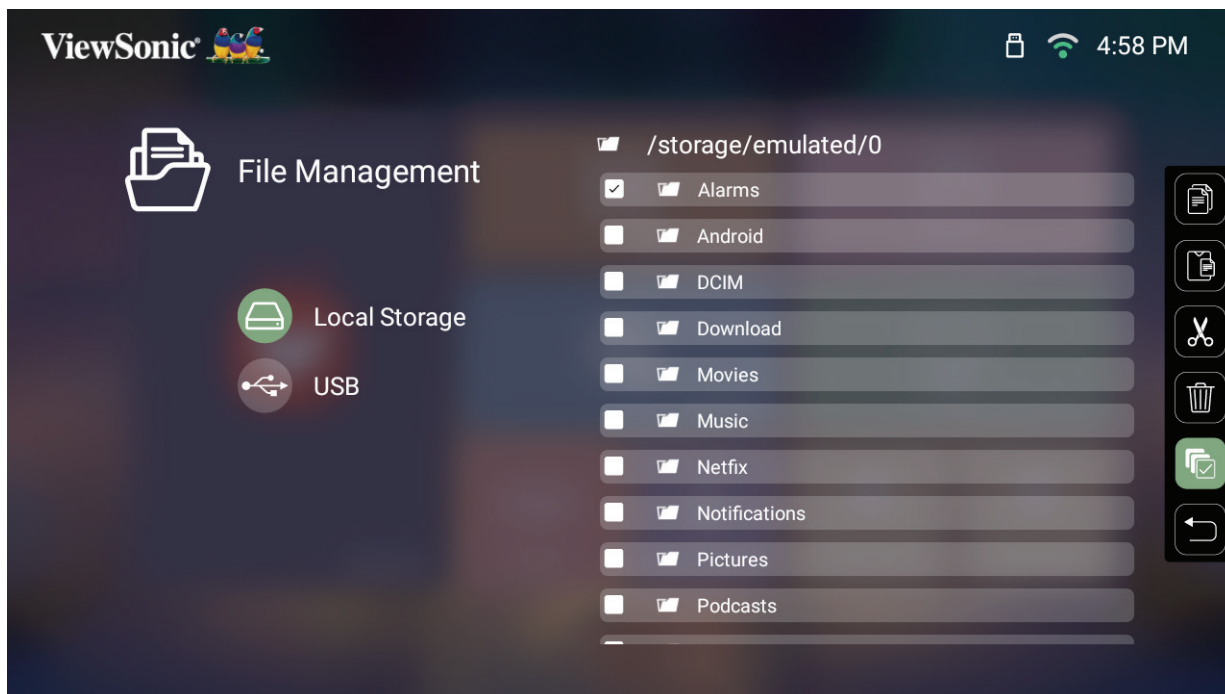 ViewSonic®
4:58 PM
File Management
Local Storage
USB
/storage/emulated/0
Alarms
Android
DCIM
Download
Movies
Music
Netfix
Notifications
Pictures
Podcasts